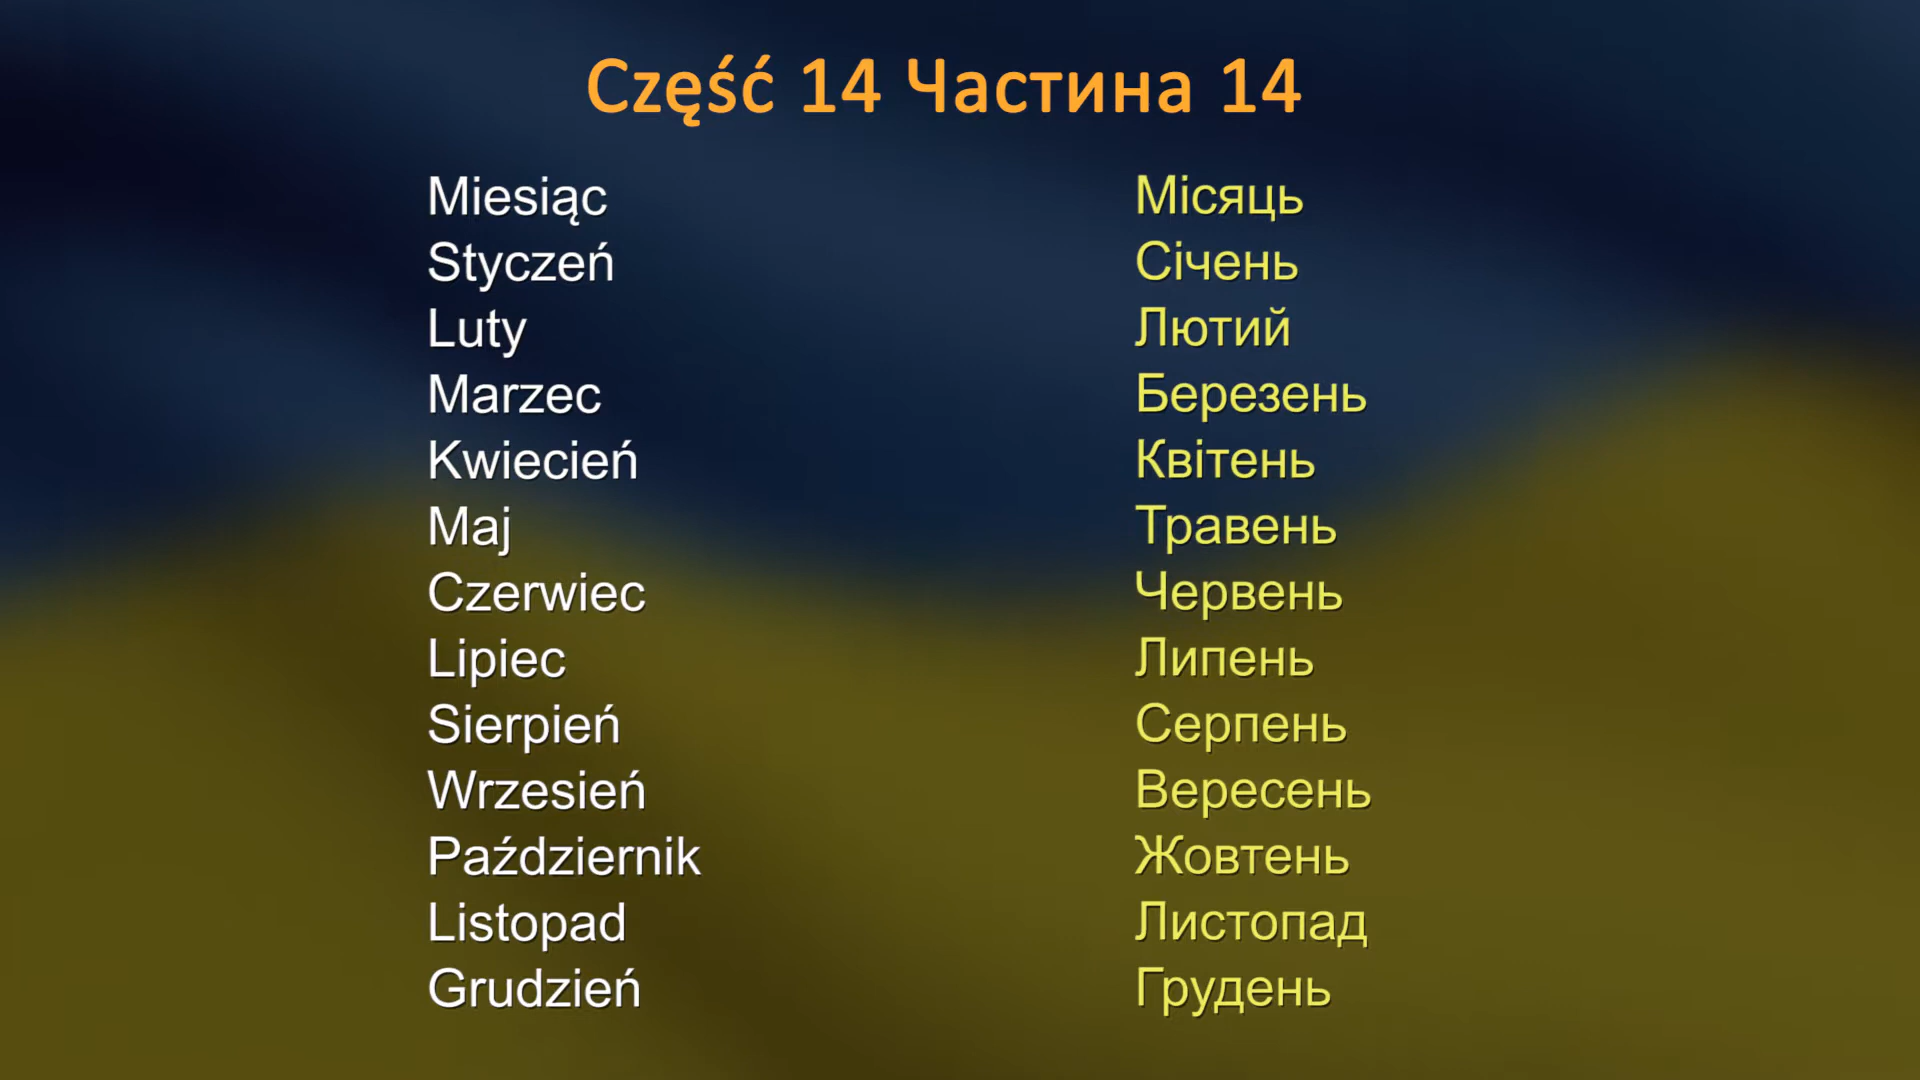 Część 14 Частина 14
Miesiąc Місяць
Styczeń Січень
Luty Лютий
Marzec Березень
Kwiecień Квітень
Maj Травень
Czerwiec Червень
Lipiec Липень
Sierpień Серпень
Wrzesień Вересень
Październik Жовтень
Listopad Листопад
Grudzień Грудень